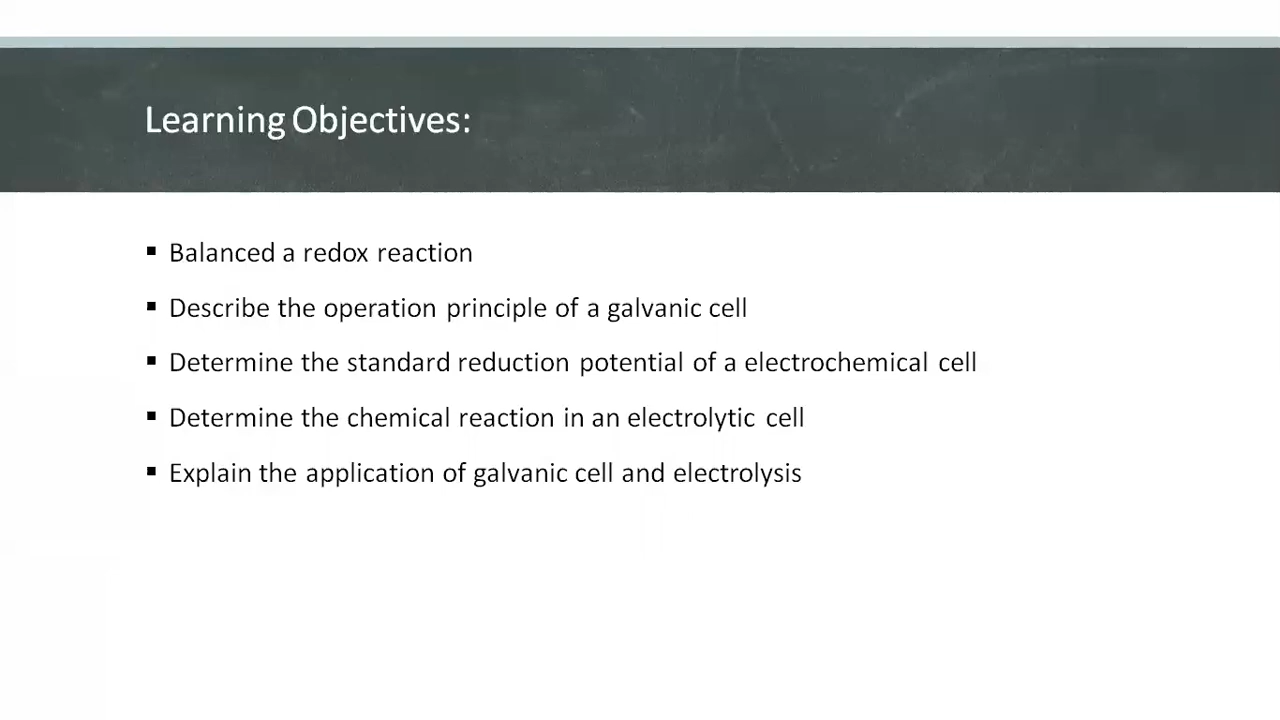 Learning Objectives:
▪ Balanced a redox reaction
▪ Describe the operation principle of a galvanic cell
▪ Determine the standard reduction potential of a electrochemical cell
▪ Determine the chemical reaction in an electrolytic cell
▪ Explain the application of galvanic cell and electrolysis